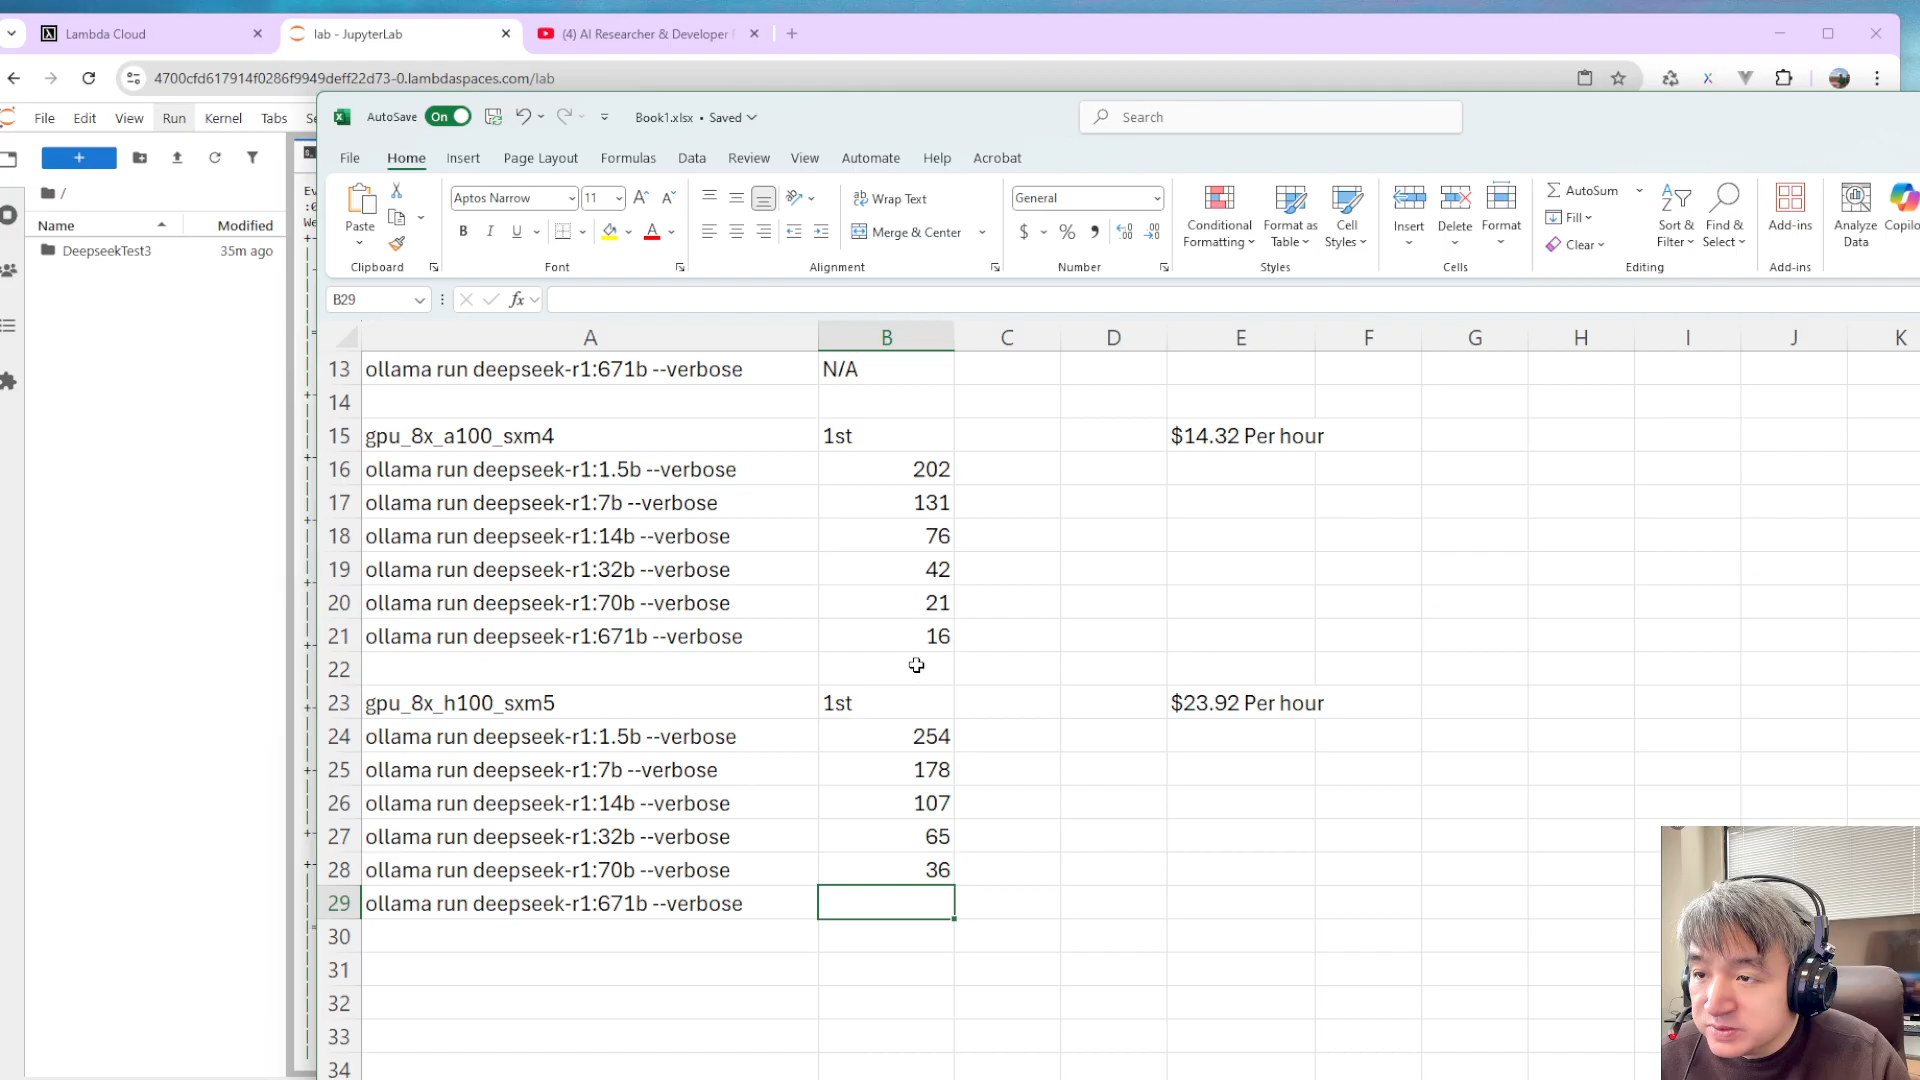 Lambda Cloud
lab - JupyterLab
(4) AI Researcher & Developer
4700cfd617914f0286f9949deff22d73-0.lambdaspaces.com/lab
File Edit View Run Kernel Tabs
/
Name Modified
DeepseekTest3 35m ago
AutoSave On Book1.xlsx • Saved Search
File Home Insert Page Layout Formulas Data Review View Automate Help Acrobat
Paste Aptos Narrow 11 Wrap Text General
B I U Merge & Center
Conditional Formatting Format as Table Cell Styles Insert Delete Format
AutoSum Fill Clear Sort & Filter Find & Select Add-ins Analyze Data
Clipboard Font Alignment Number Styles Cells Editing Add-ins
B29 fx
A B C D E F G H I J K
13 ollama run deepseek-r1:671b --verbose N/A
14
15 gpu_8x_a100_sxm4 1st $14.32 Per hour
16 ollama run deepseek-r1:1.5b --verbose 202
17 ollama run deepseek-r1:7b --verbose 131
18 ollama run deepseek-r1:14b --verbose 76
19 ollama run deepseek-r1:32b --verbose 42
20 ollama run deepseek-r1:70b --verbose 21
21 ollama run deepseek-r1:671b --verbose 16
22
23 gpu_8x_h100_sxm5 1st $23.92 Per hour
24 ollama run deepseek-r1:1.5b --verbose 254
25 ollama run deepseek-r1:7b --verbose 178
26 ollama run deepseek-r1:14b --verbose 107
27 ollama run deepseek-r1:32b --verbose 65
28 ollama run deepseek-r1:70b --verbose 36
29 ollama run deepseek-r1:671b --verbose
30
31
32
33
34